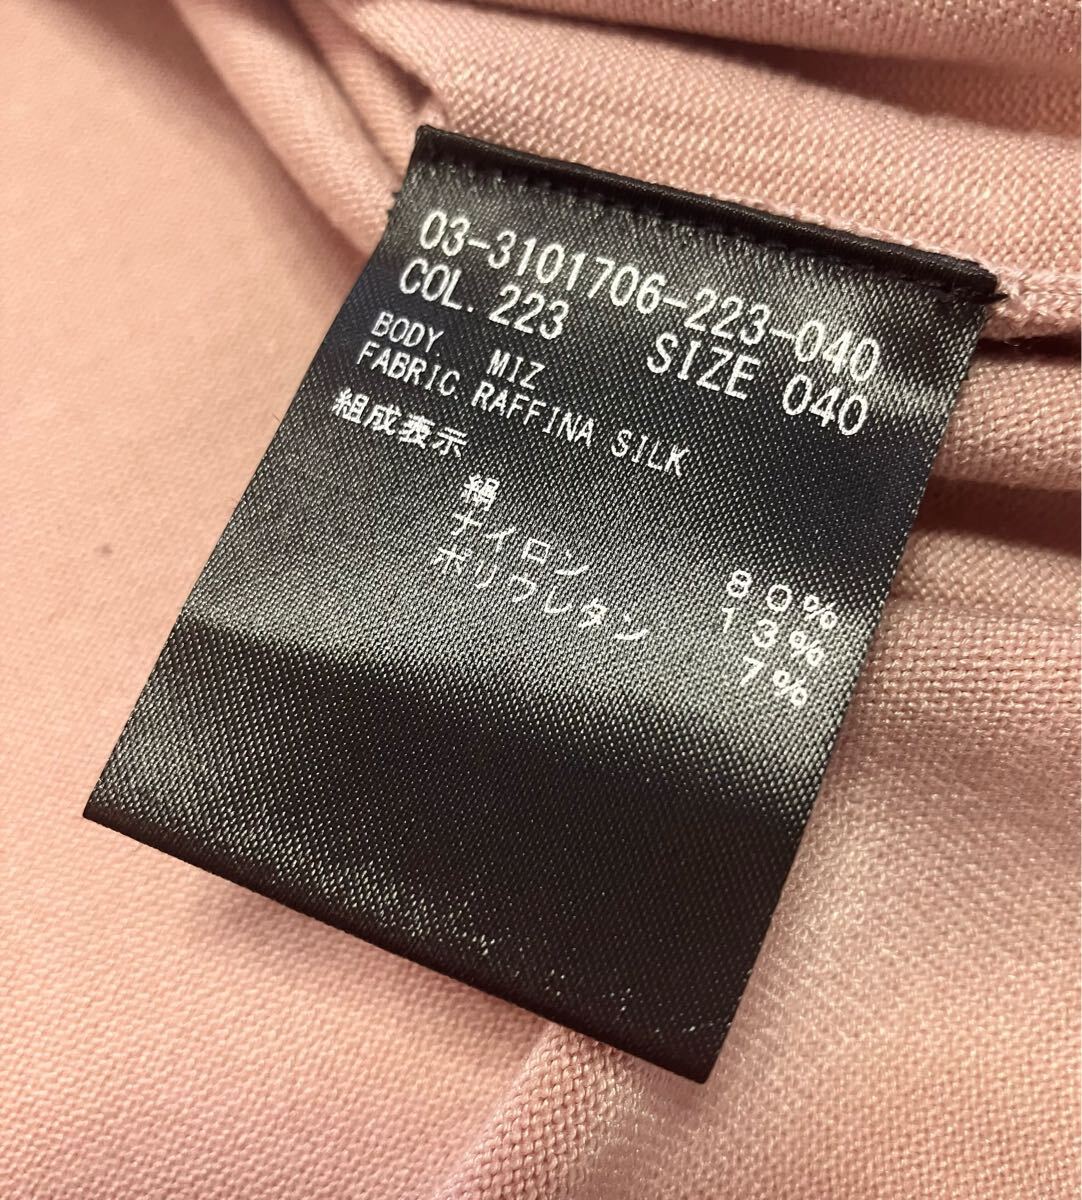 03-3101706-223-040
COL. 223 SIZE 040
BODY MIZ
FABRIC RAFFINA SILK
組成表示
絹 80%
ナイロン 13%
ポリウレタン 7%